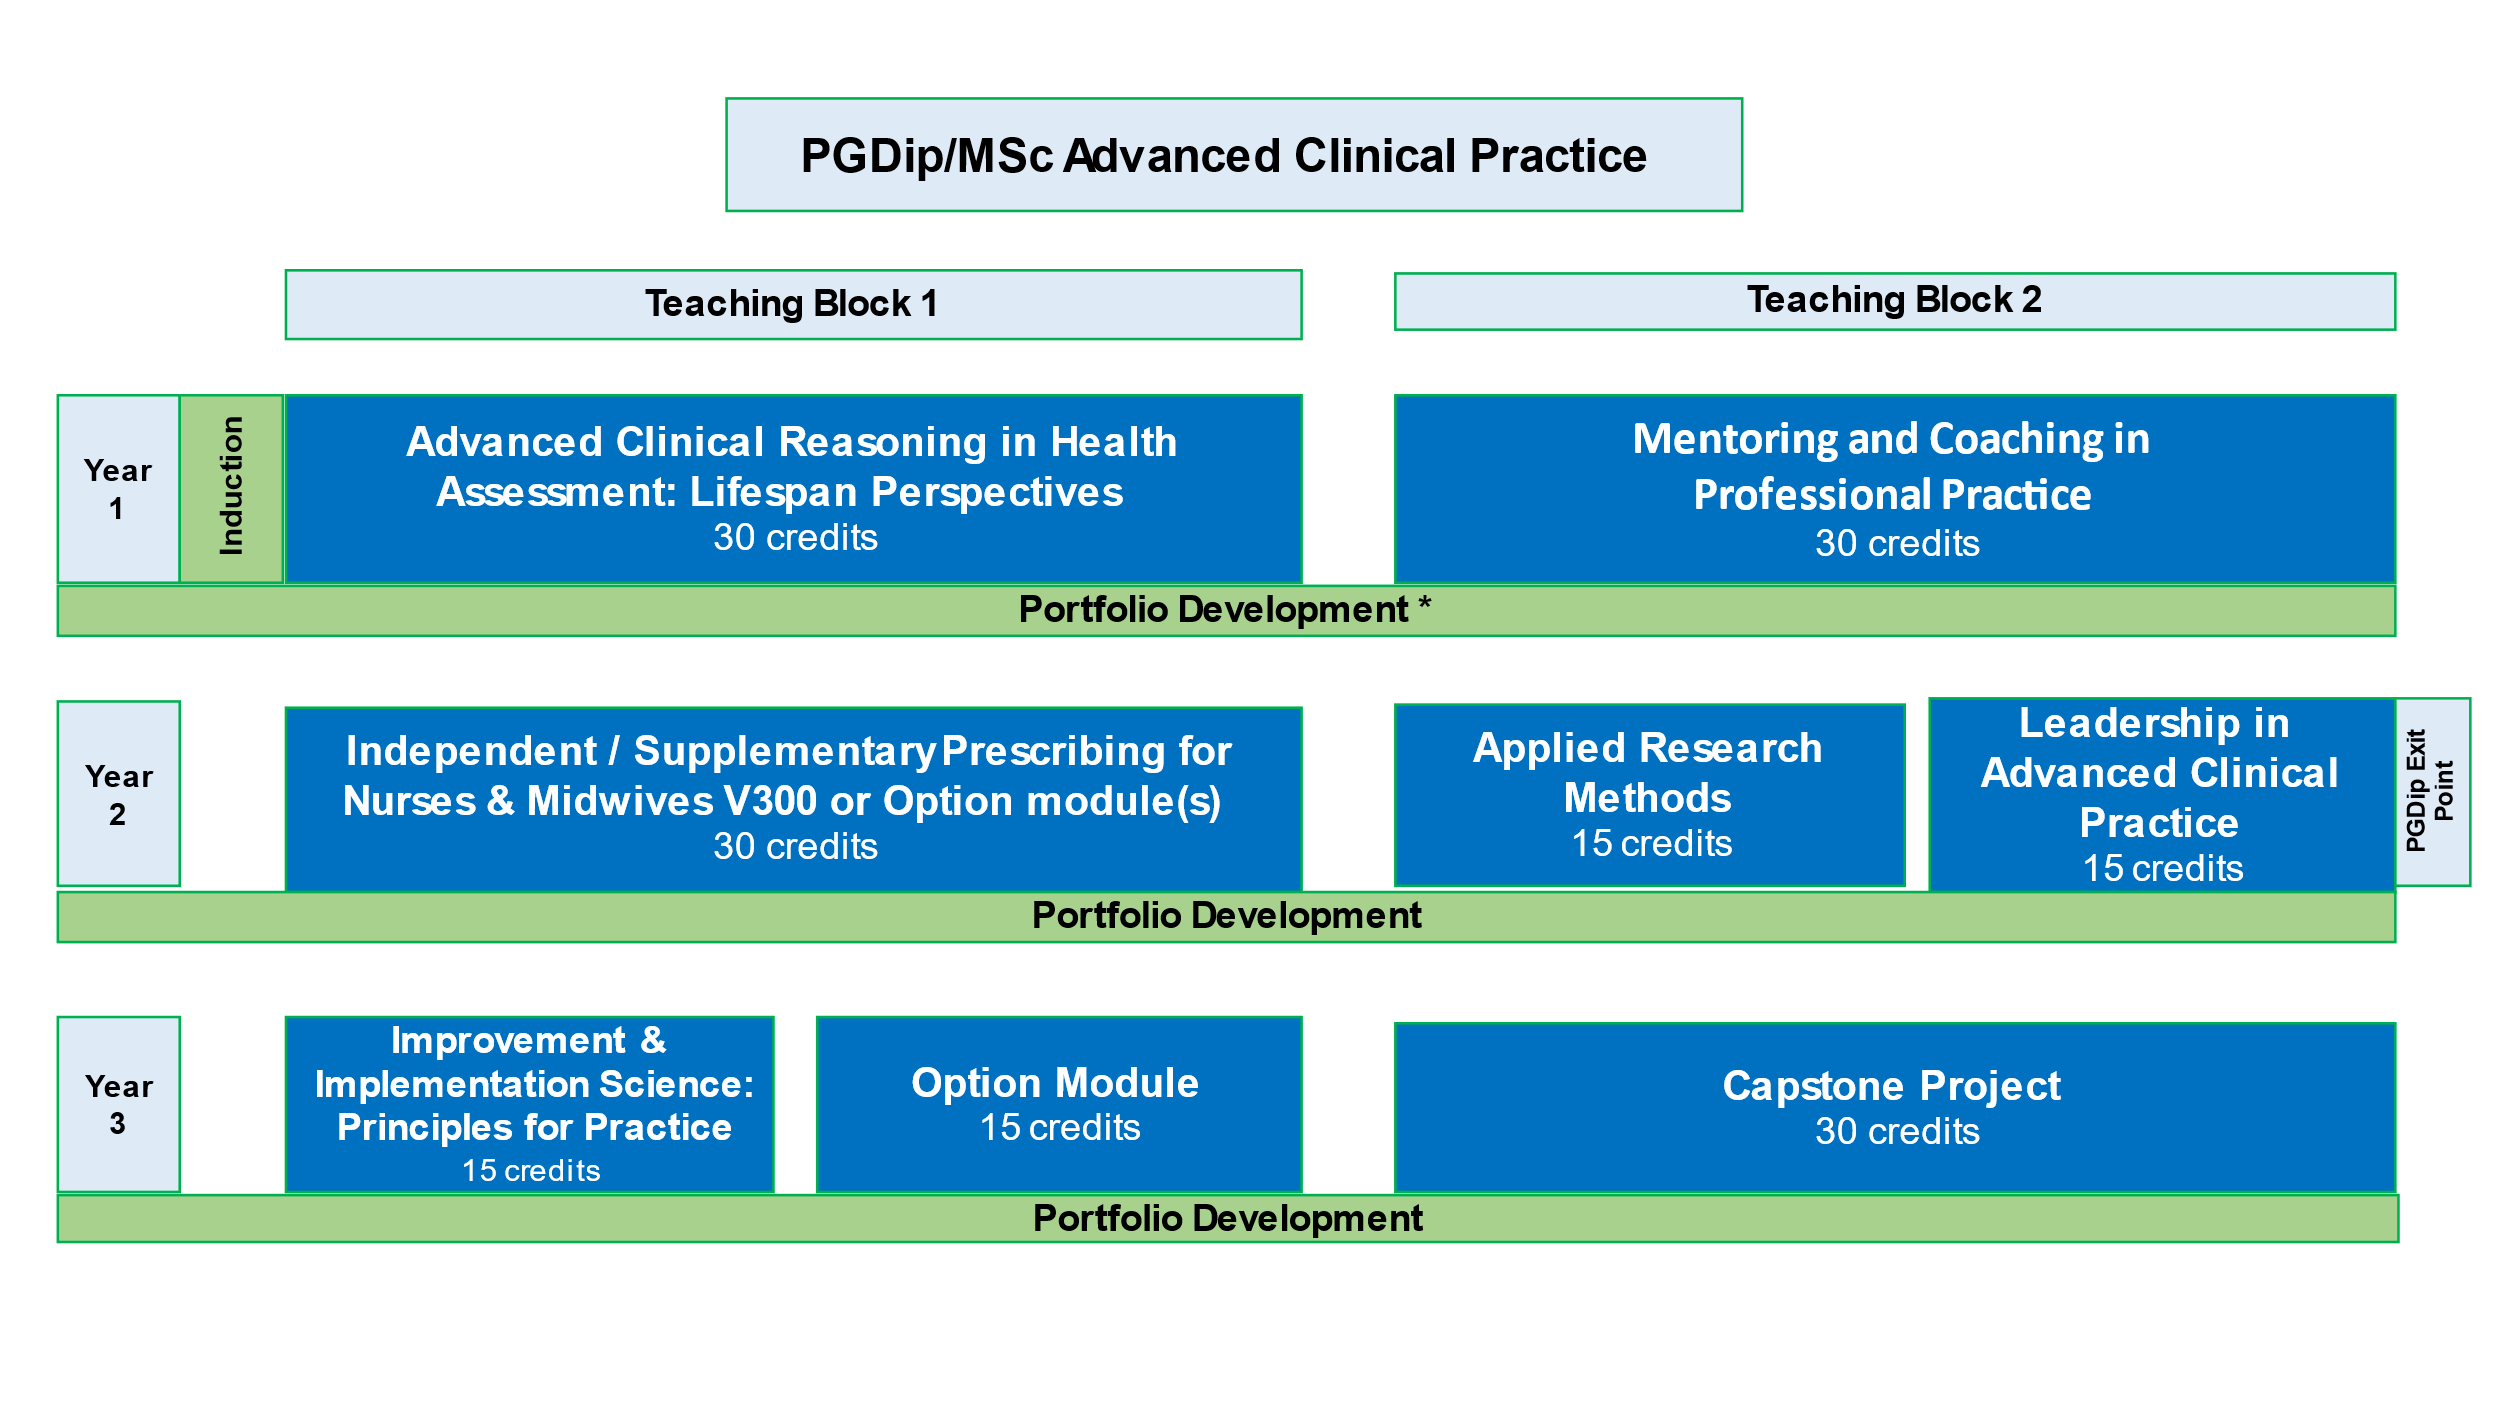 PGDip/MSc Advanced Clinical Practice
Teaching Block 1
Teaching Block 2
Year
1
Induction
Advanced Clinical Reasoning in Health
Assessment: Lifespan Perspectives
30 credits
Mentoring and Coaching in
Professional Practice
30 credits
Portfolio Development *
Year
2
Independent / Supplementary Prescribing for
Nurses & Midwives V300 or Option module(s)
30 credits
Applied Research
Methods
15 credits
Leadership in
Advanced Clinical
Practice
15 credits
PGDip Exit
Point
Portfolio Development
Year
3
Improvement &
Implementation Science:
Principles for Practice
15 credits
Option Module
15 credits
Capstone Project
30 credits
Portfolio Development